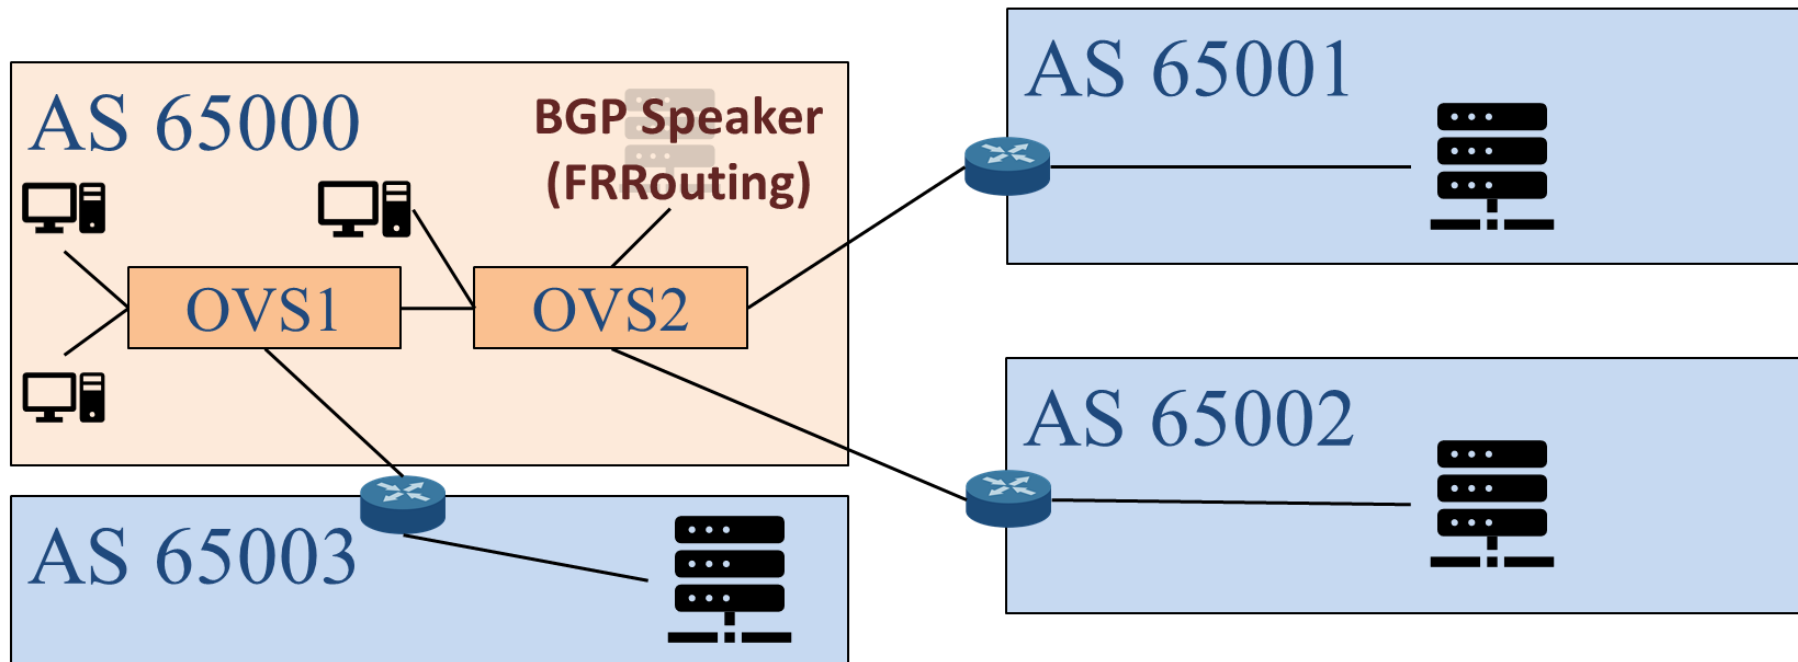 AS 65000
BGP Speaker
(FRRouting)
OVS1
OVS2
AS 65001
AS 65002
AS 65003